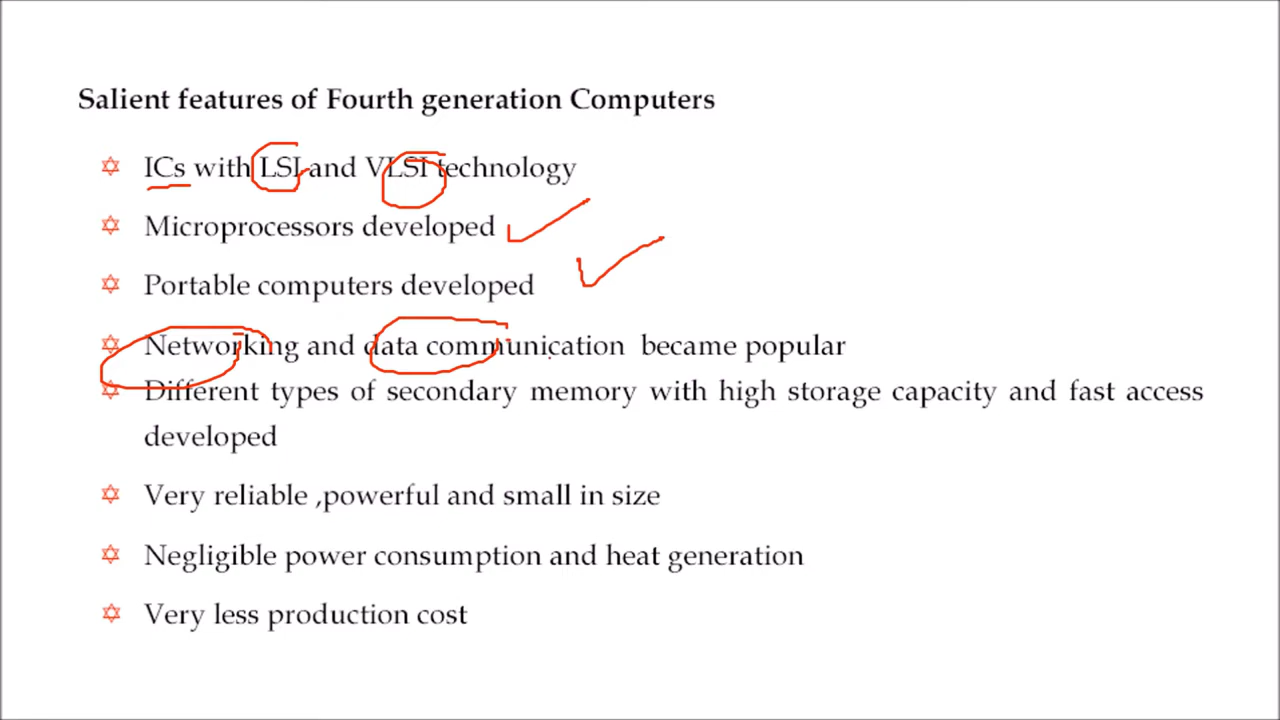 Salient features of Fourth generation Computers
ICs with LSI and VLSI technology
Microprocessors developed
Portable computers developed
Networking and data communication became popular
Different types of secondary memory with high storage capacity and fast access
developed
Very reliable ,powerful and small in size
Negligible power consumption and heat generation
Very less production cost